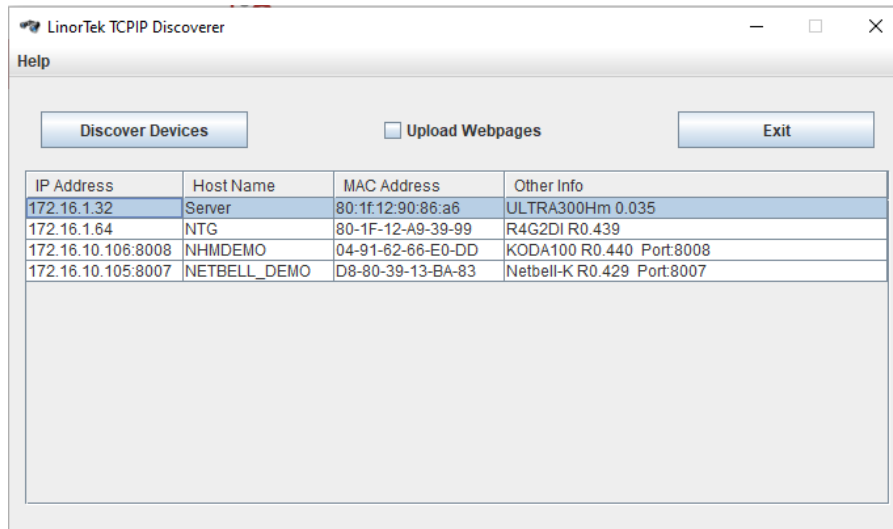 LinorTek TCPIP Discoverer
Help
Discover Devices Upload Webpages Exit
IP Address Host Name MAC Address Other Info
172.16.1.32 Server 80:1f:12:90:86:a6 ULTRA300Hm 0.035
172.16.1.64 NTG 80-1F-12-A9-39-99 R4G2DI R0.439
172.16.10.106:8008 NHMDEMO 04-91-62-66-E0-DD KODA100 R0.440 Port:8008
172.16.10.105:8007 NETBELL_DEMO D8-80-39-13-BA-83 Netbell-K R0.429 Port:8007